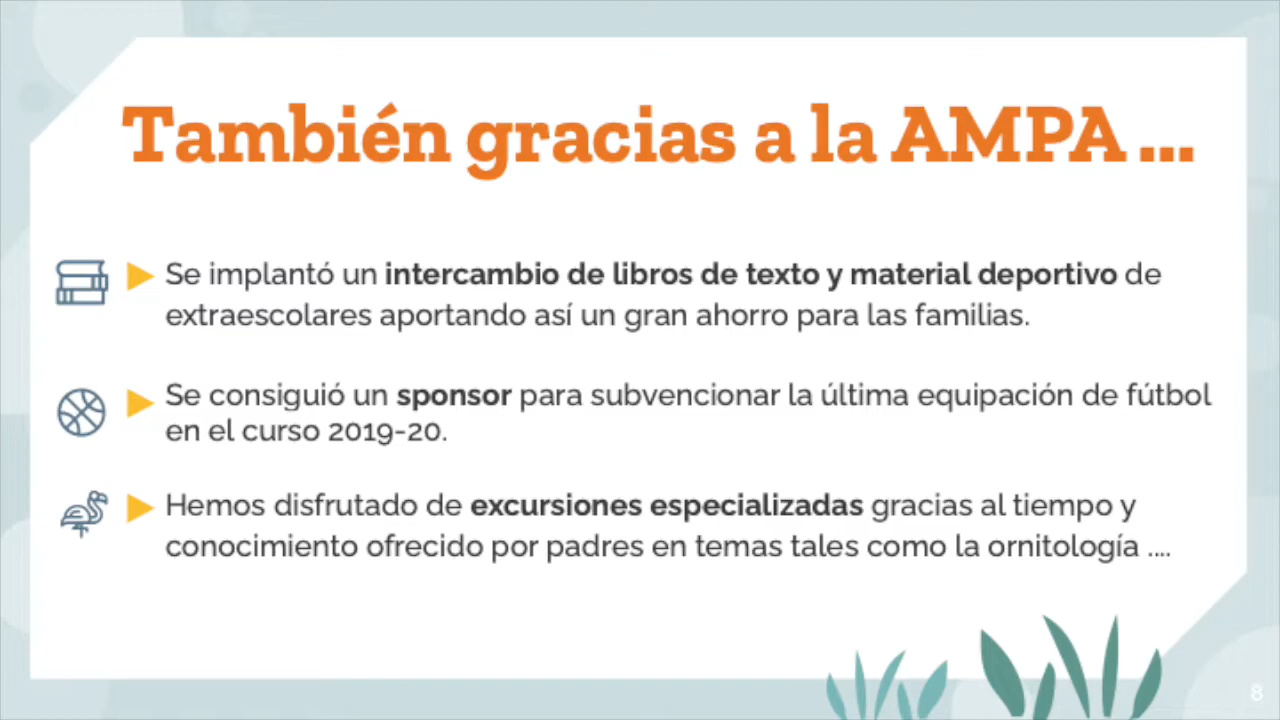 También gracias a la AMPA ...
Se implantó un intercambio de libros de texto y material deportivo de
extraescolares aportando así un gran ahorro para las familias.
Se consiguió un sponsor para subvencionar la última equipación de fútbol
en el curso 2019-20.
Hemos disfrutado de excursiones especializadas gracias al tiempo y
conocimiento ofrecido por padres en temas tales como la ornitología ....
8